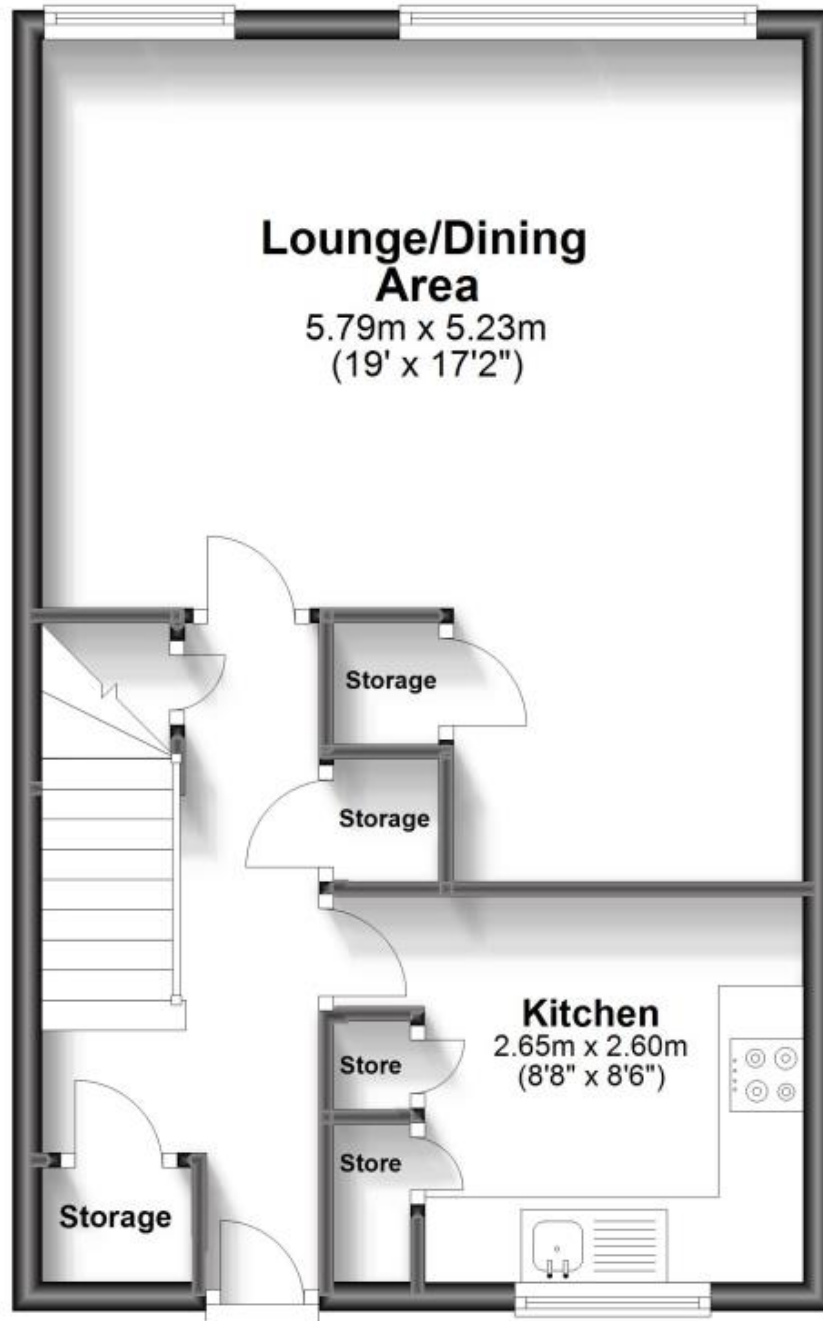 Lounge/Dining
Area
5.79m x 5.23m
(19' x 17'2")
Storage
Storage
Kitchen
2.65m x 2.60m
(8'8" x 8'6")
Store
Store
Storage